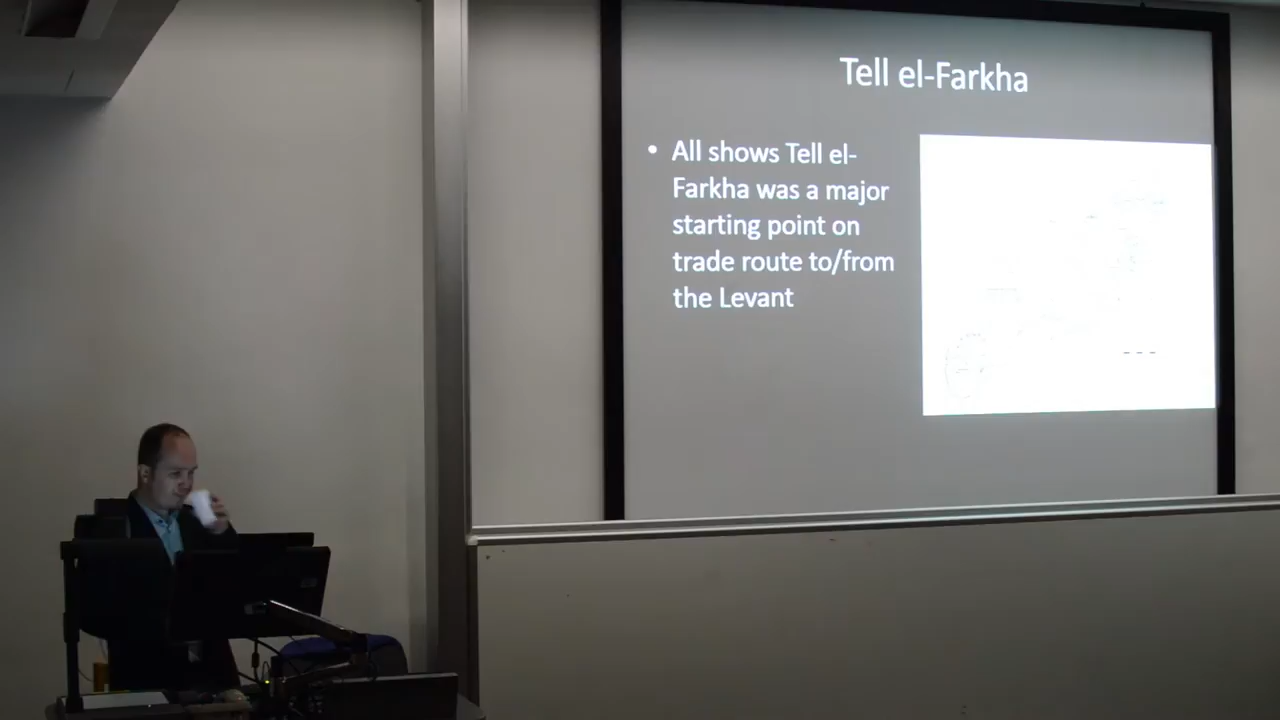 Tell el-Farkha
• All shows Tell el-
Farkha was a major
starting point on
trade route to/from
the Levant